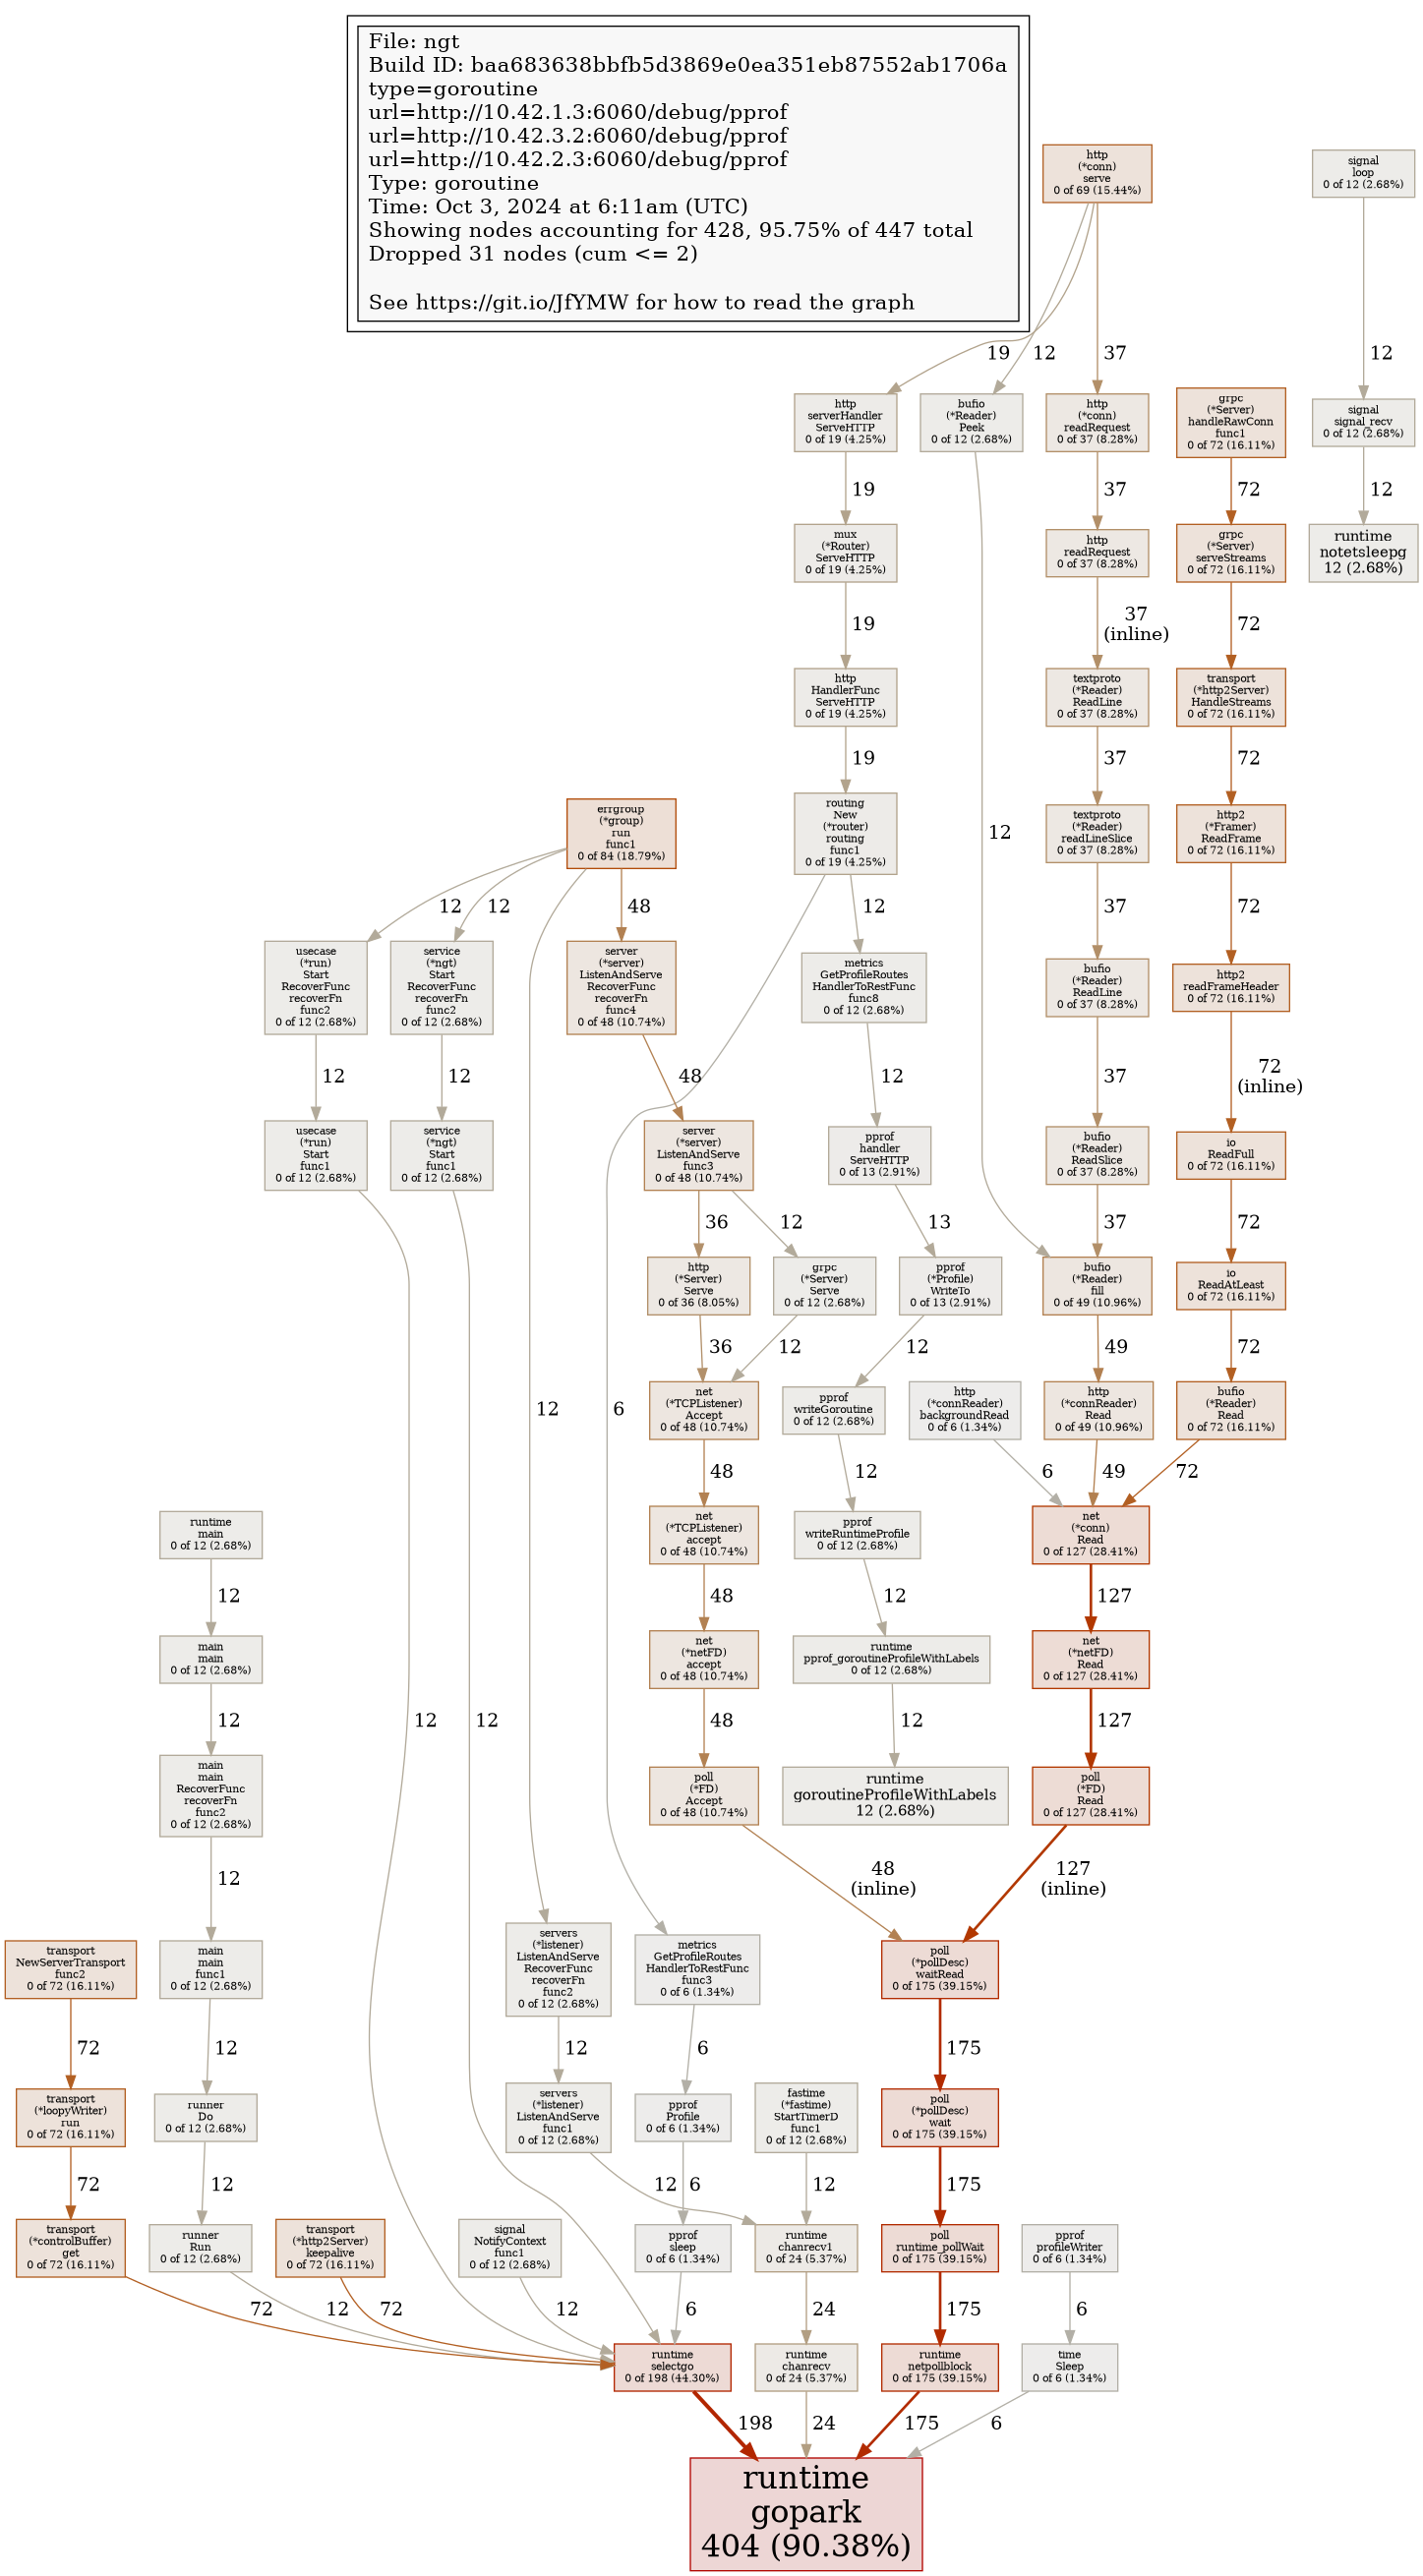 File: ngt
Build ID: baa683638bbfb5d3869e0ea351eb87552ab1706a
type=goroutine
url=http://10.42.1.3:6060/debug/pprof
url=http://10.42.3.2:6060/debug/pprof
url=http://10.42.2.3:6060/debug/pprof
Type: goroutine
Time: Oct 3, 2024 at 6:11am (UTC)
Showing nodes accounting for 428, 95.75% of 447 total
Dropped 31 nodes (cum <= 2)
See https://git.io/JfYMW for how to read the graph
http
(*conn)
serve
0 of 69 (15.44%)
signal
loop
0 of 12 (2.68%)
19
12
37
12
http
serverHandler
ServeHTTP
0 of 19 (4.25%)
bufio
(*Reader)
Peek
0 of 12 (2.68%)
http
(*conn)
readRequest
0 of 37 (8.28%)
grpc
(*Server)
handleRawConn
func1
0 of 72 (16.11%)
signal
signal_recv
0 of 12 (2.68%)
19
37
72
12
mux
(*Router)
ServeHTTP
0 of 19 (4.25%)
http
readRequest
0 of 37 (8.28%)
grpc
(*Server)
serveStreams
0 of 72 (16.11%)
runtime
notetsleepg
12 (2.68%)
19
37
(inline)
72
http
HandlerFunc
ServeHTTP
0 of 19 (4.25%)
textproto
(*Reader)
ReadLine
0 of 37 (8.28%)
transport
(*http2Server)
HandleStreams
0 of 72 (16.11%)
19
37
72
errgroup
(*group)
run
func1
0 of 84 (18.79%)
routing
New
(*router)
routing
func1
0 of 19 (4.25%)
12
textproto
(*Reader)
readLineSlice
0 of 37 (8.28%)
http2
(*Framer)
ReadFrame
0 of 72 (16.11%)
12
12
48
12
37
72
usecase
(*run)
Start
RecoverFunc
recoverFn
func2
0 of 12 (2.68%)
service
(*ngt)
Start
RecoverFunc
recoverFn
func2
0 of 12 (2.68%)
server
(*server)
ListenAndServe
RecoverFunc
recoverFn
func4
0 of 48 (10.74%)
metrics
GetProfileRoutes
HandlerToRestFunc
func8
0 of 12 (2.68%)
bufio
(*Reader)
ReadLine
0 of 37 (8.28%)
http2
readFrameHeader
0 of 72 (16.11%)
12
12
48
12
37
72
(inline)
usecase
(*run)
Start
func1
0 of 12 (2.68%)
service
(*ngt)
Start
func1
0 of 12 (2.68%)
server
(*server)
ListenAndServe
func3
0 of 48 (10.74%)
pprof
handler
ServeHTTP
0 of 13 (2.91%)
bufio
(*Reader)
ReadSlice
0 of 37 (8.28%)
io
ReadFull
0 of 72 (16.11%)
36
12
13
37
72
http
(*Server)
Serve
0 of 36 (8.05%)
grpc
(*Server)
Serve
0 of 12 (2.68%)
pprof
(*Profile)
WriteTo
0 of 13 (2.91%)
bufio
(*Reader)
fill
0 of 49 (10.96%)
io
ReadAtLeast
0 of 72 (16.11%)
36
12
12
49
72
12
6
net
(*TCPListener)
Accept
0 of 48 (10.74%)
pprof
writeGoroutine
0 of 12 (2.68%)
http
(*connReader)
backgroundRead
0 of 6 (1.34%)
http
(*connReader)
Read
0 of 49 (10.96%)
bufio
(*Reader)
Read
0 of 72 (16.11%)
48
12
6
49
72
runtime
main
0 of 12 (2.68%)
net
(*TCPListener)
accept
0 of 48 (10.74%)
pprof
writeRuntimeProfile
0 of 12 (2.68%)
net
(*conn)
Read
0 of 127 (28.41%)
12
48
12
127
main
main
0 of 12 (2.68%)
net
(*netFD)
accept
0 of 48 (10.74%)
runtime
pprof_goroutineProfileWithLabels
0 of 12 (2.68%)
net
(*netFD)
Read
0 of 127 (28.41%)
12
12
12
48
12
127
main
main
RecoverFunc
recoverFn
func2
0 of 12 (2.68%)
poll
(*FD)
Accept
0 of 48 (10.74%)
runtime
goroutineProfileWithLabels
12 (2.68%)
poll
(*FD)
Read
0 of 127 (28.41%)
12
48
(inline)
127
(inline)
transport
NewServerTransport
func2
0 of 72 (16.11%)
main
main
func1
0 of 12 (2.68%)
servers
(*listener)
ListenAndServe
RecoverFunc
recoverFn
func2
0 of 12 (2.68%)
metrics
GetProfileRoutes
HandlerToRestFunc
func3
0 of 6 (1.34%)
poll
(*pollDesc)
waitRead
0 of 175 (39.15%)
72
12
12
6
175
transport
(*loopyWriter)
run
0 of 72 (16.11%)
runner
Do
0 of 12 (2.68%)
servers
(*listener)
ListenAndServe
func1
0 of 12 (2.68%)
pprof
Profile
0 of 6 (1.34%)
fastime
(*fastime)
StartTimerD
func1
0 of 12 (2.68%)
poll
(*pollDesc)
wait
0 of 175 (39.15%)
72
12
12
6
12
175
transport
(*controlBuffer)
get
0 of 72 (16.11%)
runner
Run
0 of 12 (2.68%)
transport
(*http2Server)
keepalive
0 of 72 (16.11%)
signal
NotifyContext
func1
0 of 12 (2.68%)
pprof
sleep
0 of 6 (1.34%)
runtime
chanrecv1
0 of 24 (5.37%)
poll
runtime_pollWait
0 of 175 (39.15%)
pprof
profileWriter
0 of 6 (1.34%)
72
12
72
12
6
24
175
6
runtime
selectgo
0 of 198 (44.30%)
runtime
chanrecv
0 of 24 (5.37%)
runtime
netpollblock
0 of 175 (39.15%)
time
Sleep
0 of 6 (1.34%)
198
24
175
6
runtime
gopark
404 (90.38%)